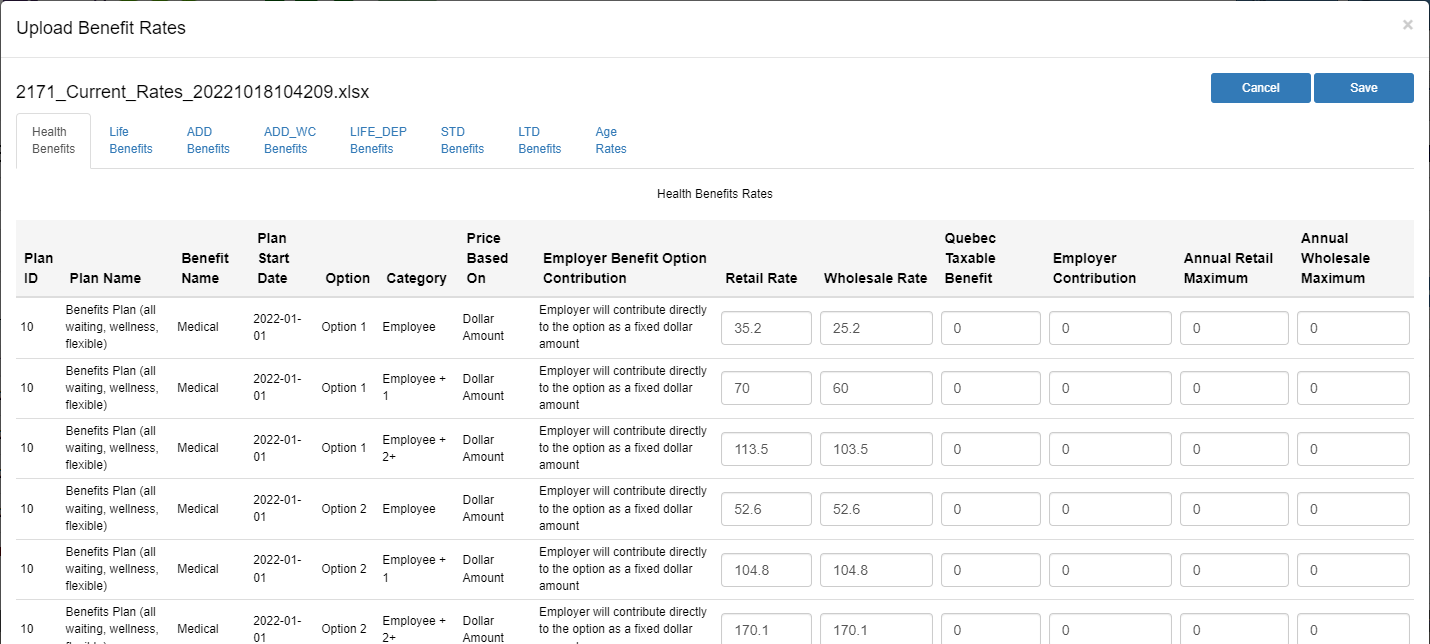 Upload Benefit Rates
×
2171_Current_Rates_20221018104209.xlsx
Cancel
Save
Health Benefits
Life Benefits
ADD Benefits
ADD_WC Benefits
LIFE_DEP Benefits
STD Benefits
LTD Benefits
Age Rates
Health Benefits Rates
Plan ID Plan Name Benefit Name Plan Start Date Option Category Price Based On Employer Benefit Option Contribution Retail Rate Wholesale Rate Quebec Taxable Benefit Employer Contribution Annual Retail Maximum Annual Wholesale Maximum
10 Benefits Plan (all waiting, wellness, flexible) Medical 2022-01-01 Option 1 Employee Dollar Amount Employer will contribute directly to the option as a fixed dollar amount 35.2 25.2 0 0 0 0
10 Benefits Plan (all waiting, wellness, flexible) Medical 2022-01-01 Option 1 Employee + 1 Dollar Amount Employer will contribute directly to the option as a fixed dollar amount 70 60 0 0 0 0
10 Benefits Plan (all waiting, wellness, flexible) Medical 2022-01-01 Option 1 Employee + 2+ Dollar Amount Employer will contribute directly to the option as a fixed dollar amount 113.5 103.5 0 0 0 0
10 Benefits Plan (all waiting, wellness, flexible) Medical 2022-01-01 Option 2 Employee Dollar Amount Employer will contribute directly to the option as a fixed dollar amount 52.6 52.6 0 0 0 0
10 Benefits Plan (all waiting, wellness, flexible) Medical 2022-01-01 Option 2 Employee + 1 Dollar Amount Employer will contribute directly to the option as a fixed dollar amount 104.8 104.8 0 0 0 0
10 Benefits Plan (all waiting, wellness, Medical 2022-01-01 Option 2 Employee + 2+ Dollar Amount Employer will contribute directly to the option as a fixed dollar 170.1 170.1 0 0 0 0